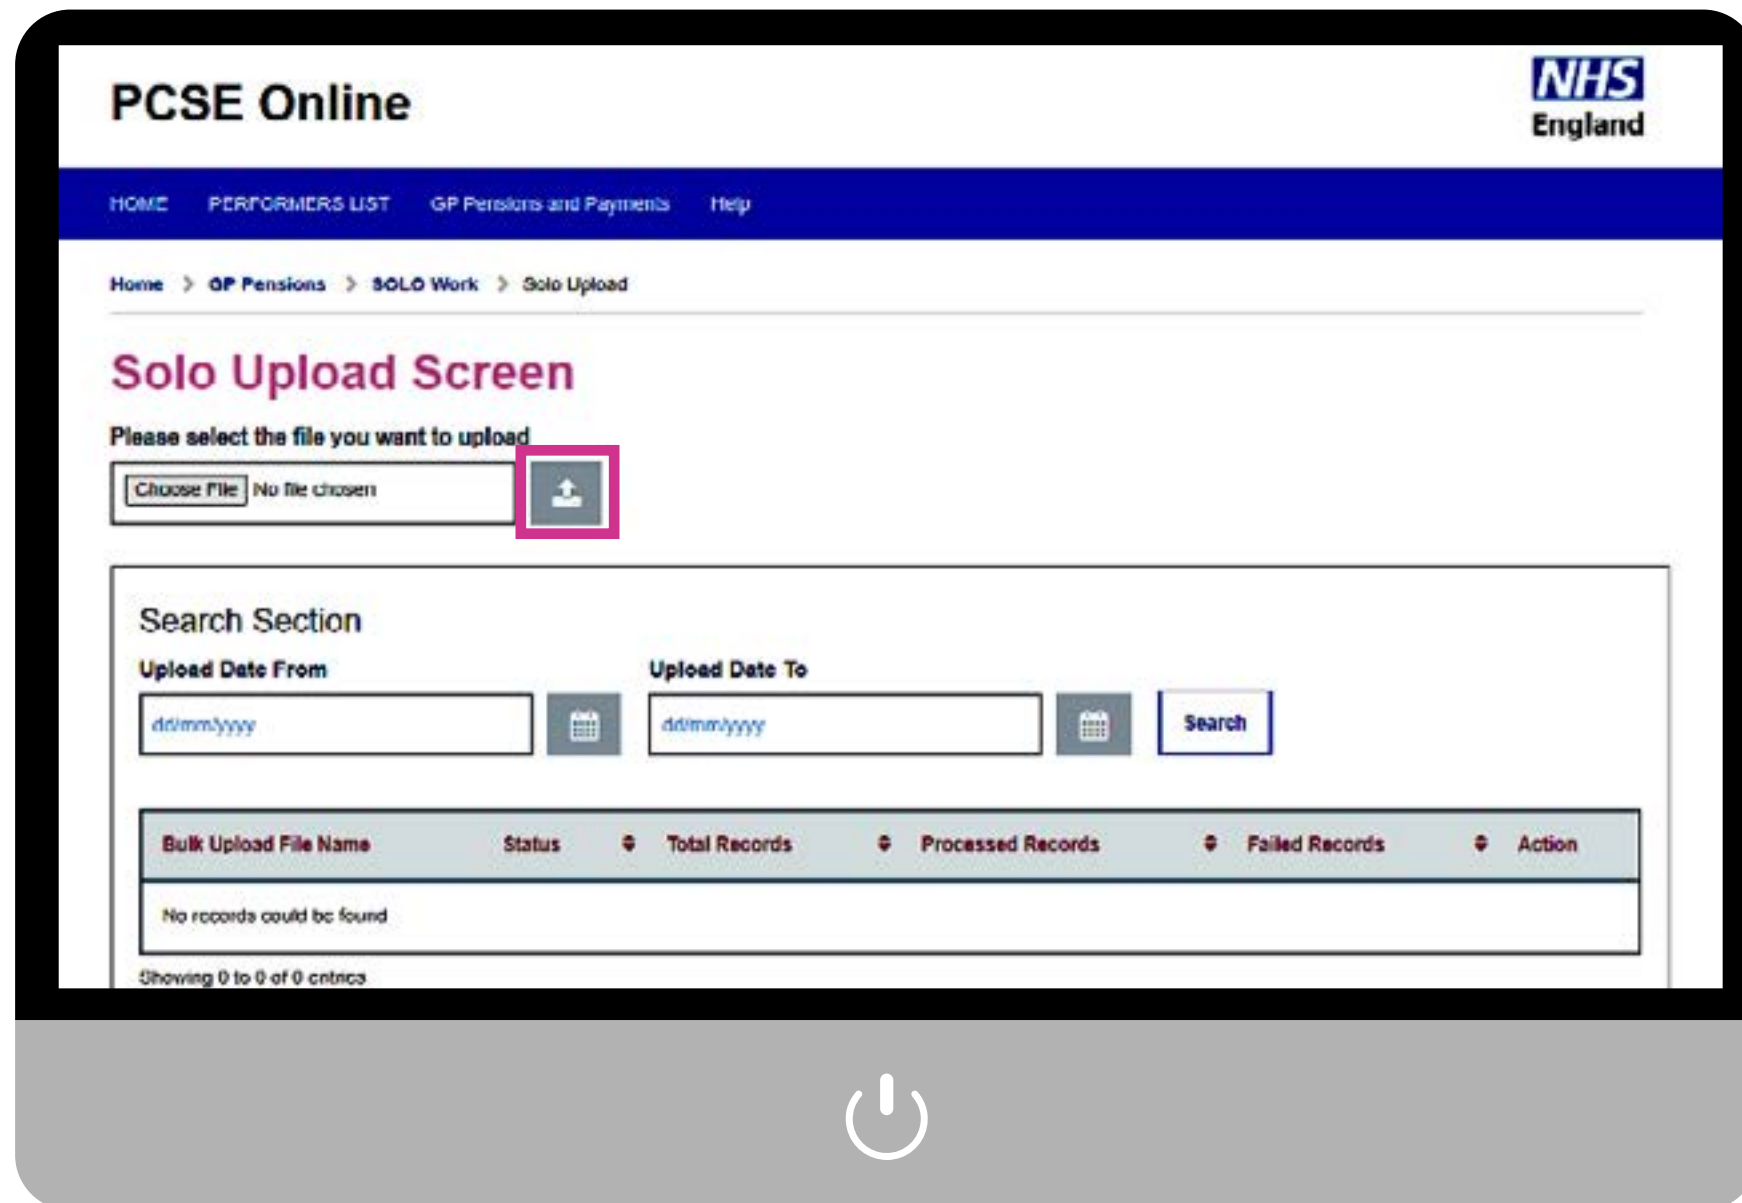 PCSE Online
NHS
England
HOME PERFORMERS LIST GP Pensions and Payments Help
Home > GP Pensions > SOLO Work > Solo Upload
Solo Upload Screen
Please select the file you want to upload
Choose File No file chosen
Search Section
Upload Date From Upload Date To
dd/mm/yyyy dd/mm/yyyy Search
Bulk Upload File Name Status Total Records Processed Records Failed Records Action
No records could be found
Showing 0 to 0 of 0 entries